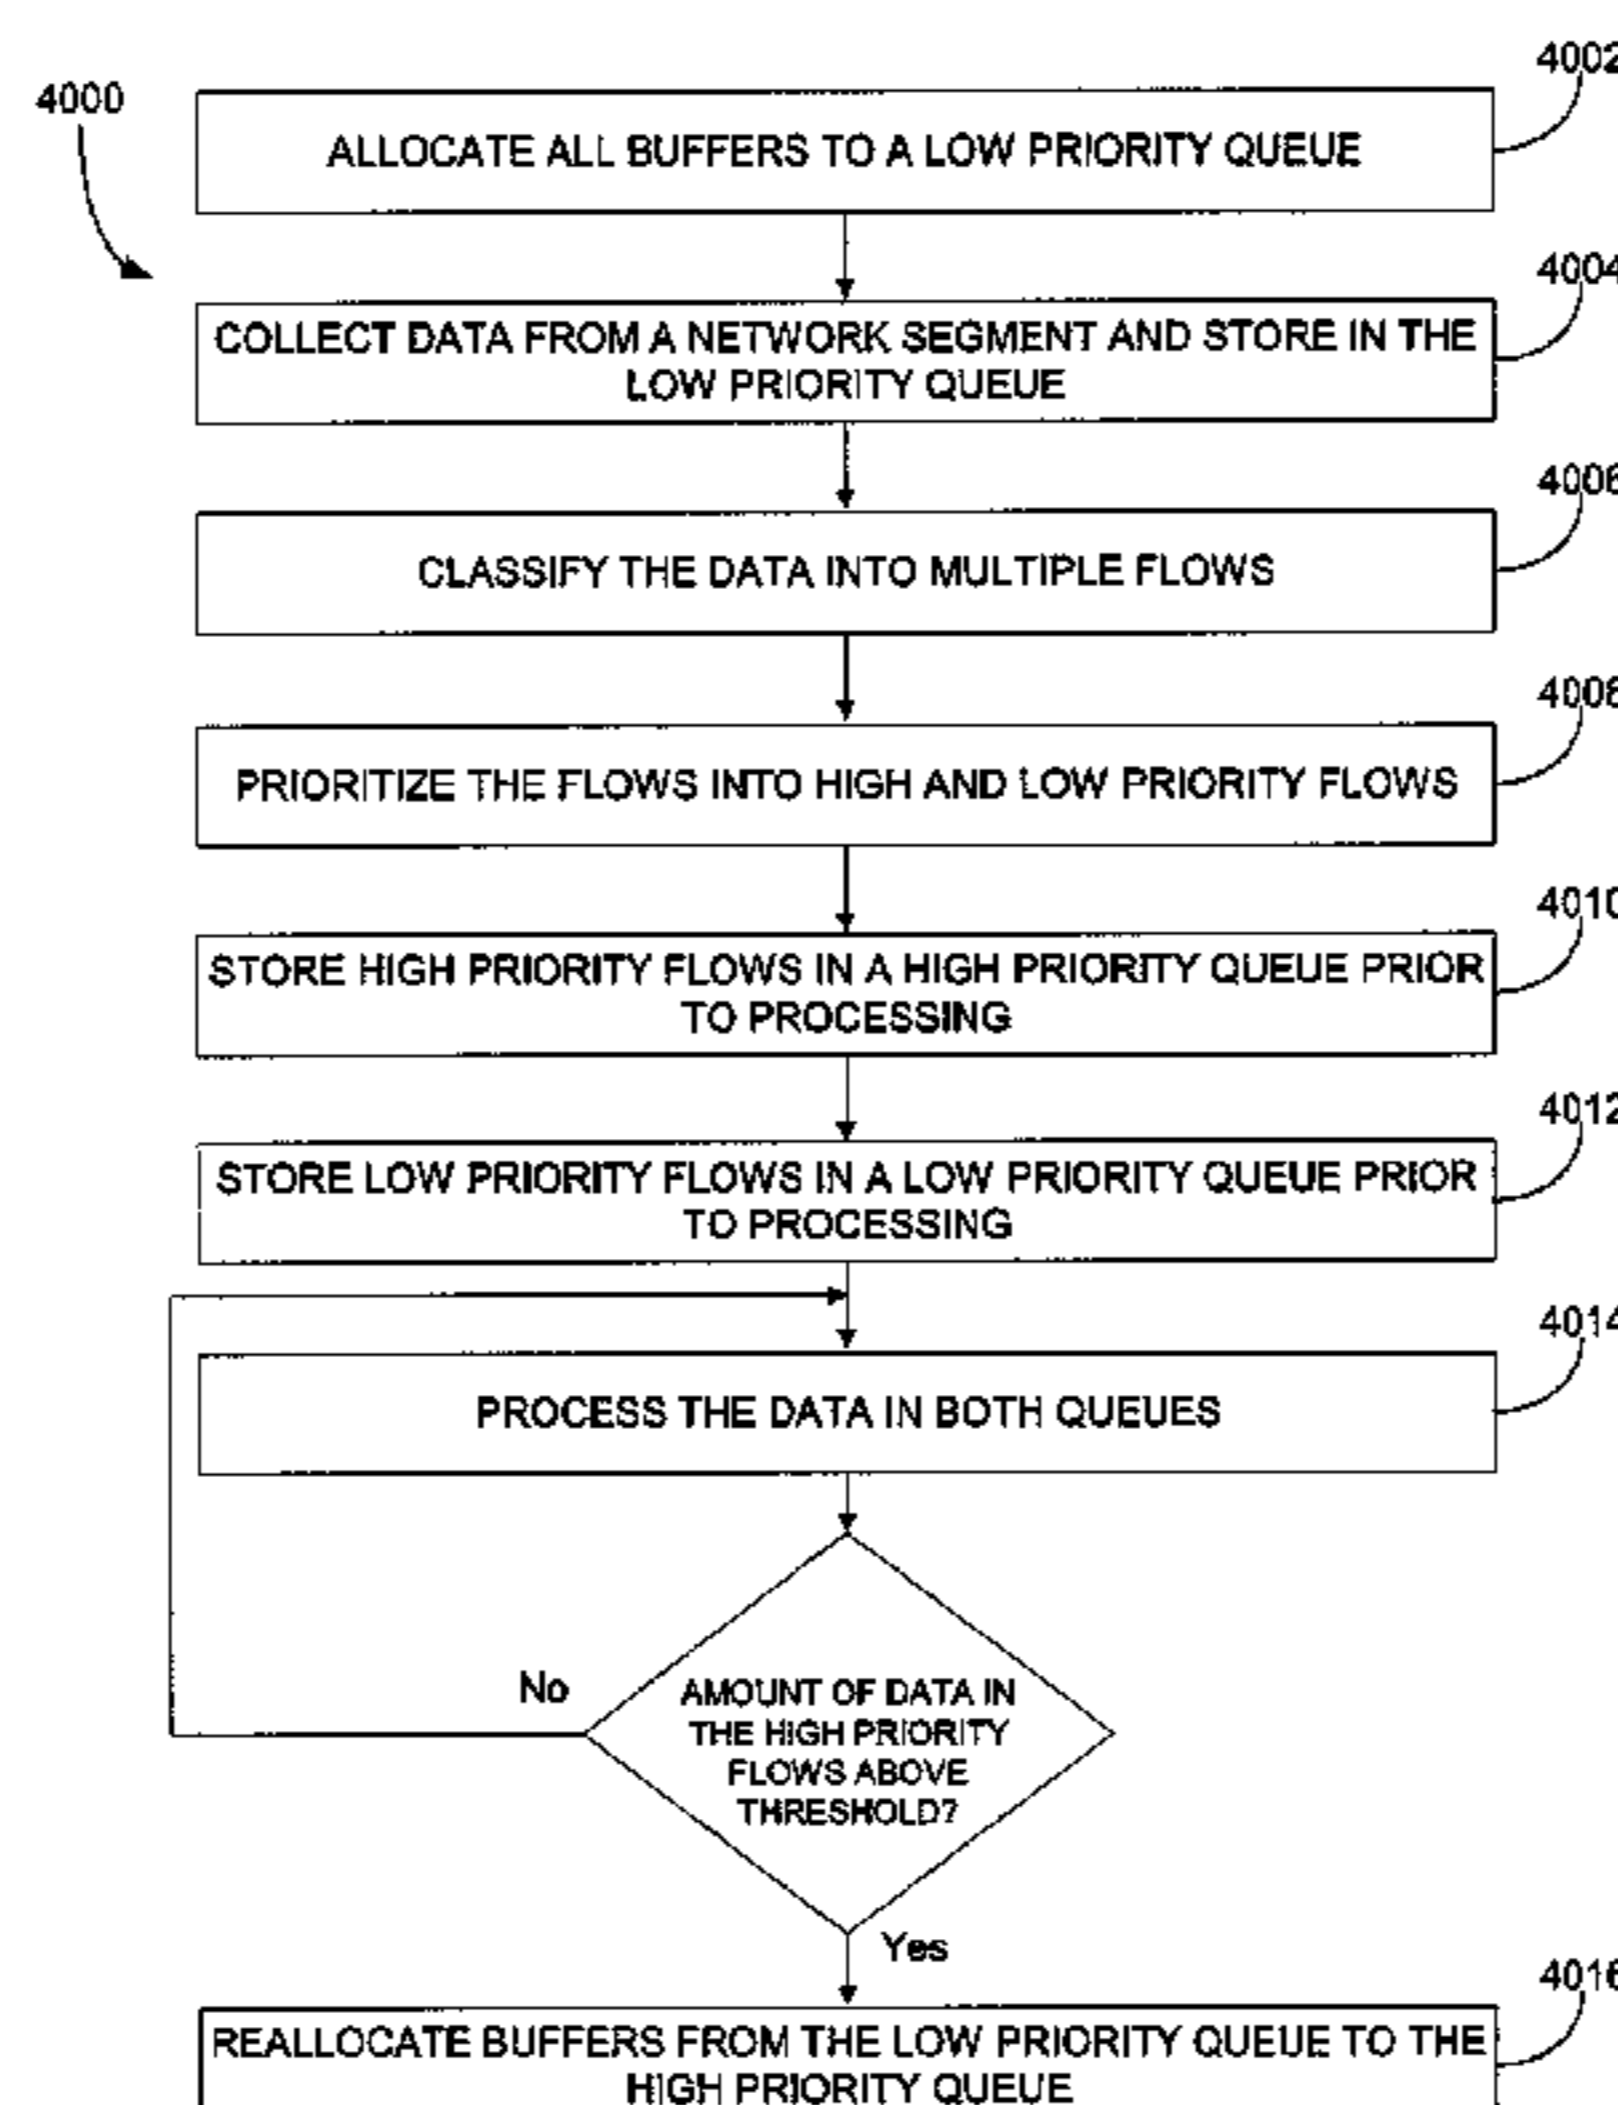 4002
4000
ALLOCATE ALL BUFFERS TO A LOW PRIORITY QUEUE
4004
COLLECT DATA FROM A NETWORK SEGMENT AND STORE IN THE
LOW PRIORITY QUEUE
4006
CLASSIFY THE DATA INTO MULTIPLE FLOWS
4008
PRIORITIZE THE FLOWS INTO HIGH AND LOW PRIORITY FLOWS
4010
STORE HIGH PRIORITY FLOWS IN A HIGH PRIORITY QUEUE PRIOR
TO PROCESSING
4012
STORE LOW PRIORITY FLOWS IN A LOW PRIORITY QUEUE PRIOR
TO PROCESSING
4014
PROCESS THE DATA IN BOTH QUEUES
No
AMOUNT OF DATA IN
THE HIGH PRIORITY
FLOWS ABOVE
THRESHOLD?
Yes
4016
REALLOCATE BUFFERS FROM THE LOW PRIORITY QUEUE TO THE
HIGH PRIORITY QUEUE